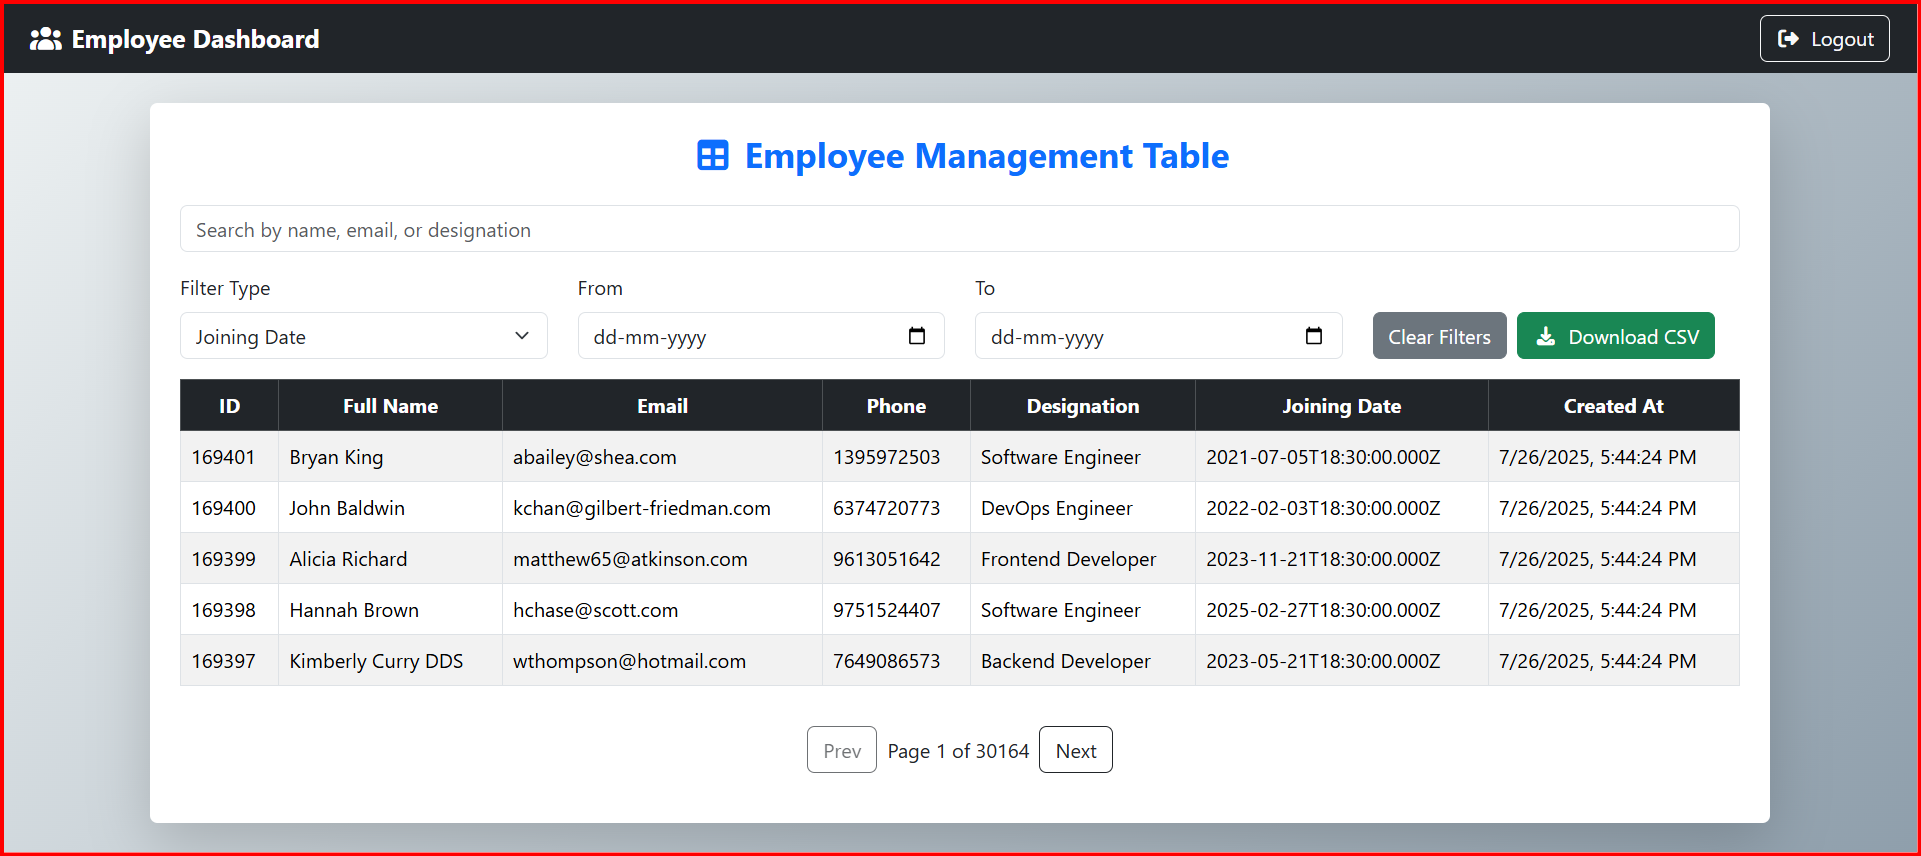 Employee Dashboard Logout
Employee Management Table
Search by name, email, or designation
Filter Type From To
Joining Date dd-mm-yyyy dd-mm-yyyy Clear Filters Download CSV
ID Full Name Email Phone Designation Joining Date Created At
169401 Bryan King abailey@shea.com 1395972503 Software Engineer 2021-07-05T18:30:00.000Z 7/26/2025, 5:44:24 PM
169400 John Baldwin kchan@gilbert-friedman.com 6374720773 DevOps Engineer 2022-02-03T18:30:00.000Z 7/26/2025, 5:44:24 PM
169399 Alicia Richard matthew65@atkinson.com 9613051642 Frontend Developer 2023-11-21T18:30:00.000Z 7/26/2025, 5:44:24 PM
169398 Hannah Brown hchase@scott.com 9751524407 Software Engineer 2025-02-27T18:30:00.000Z 7/26/2025, 5:44:24 PM
169397 Kimberly Curry DDS wthompson@hotmail.com 7649086573 Backend Developer 2023-05-21T18:30:00.000Z 7/26/2025, 5:44:24 PM
Prev Page 1 of 30164 Next